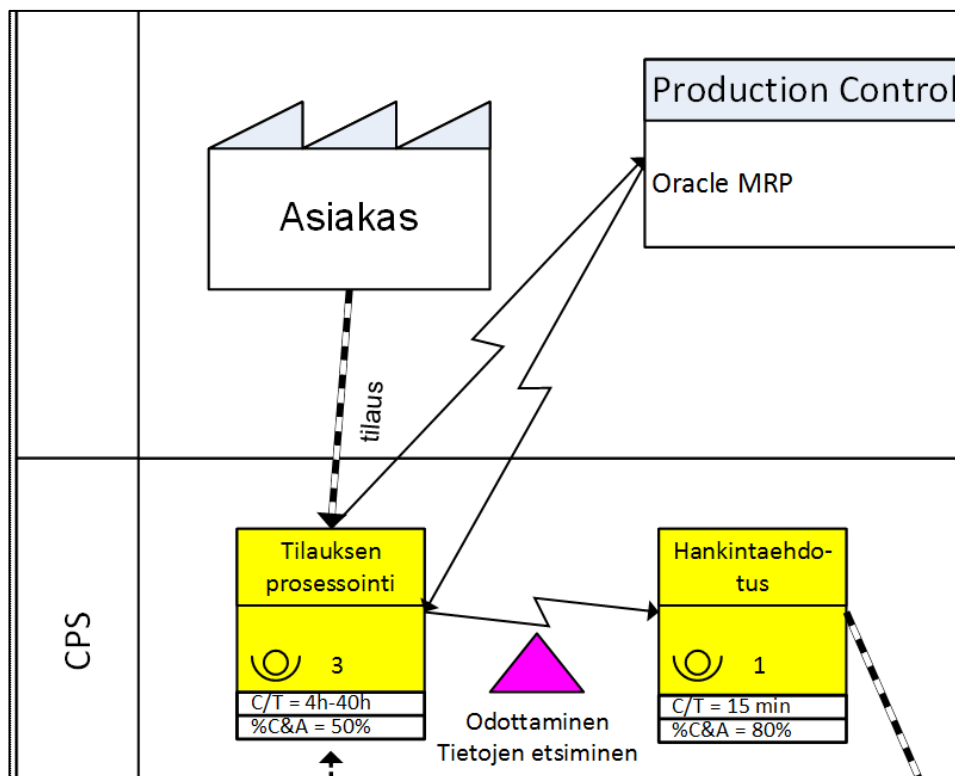 Production Control
Oracle MRP
Asiakas
tilaus
CPS
Tilauksen
prosessointi
3
C/T = 4h-40h
%C&A = 50%
Odottaminen
Tietojen etsiminen
Hankintaehdo-
tus
1
C/T = 15 min
%C&A = 80%